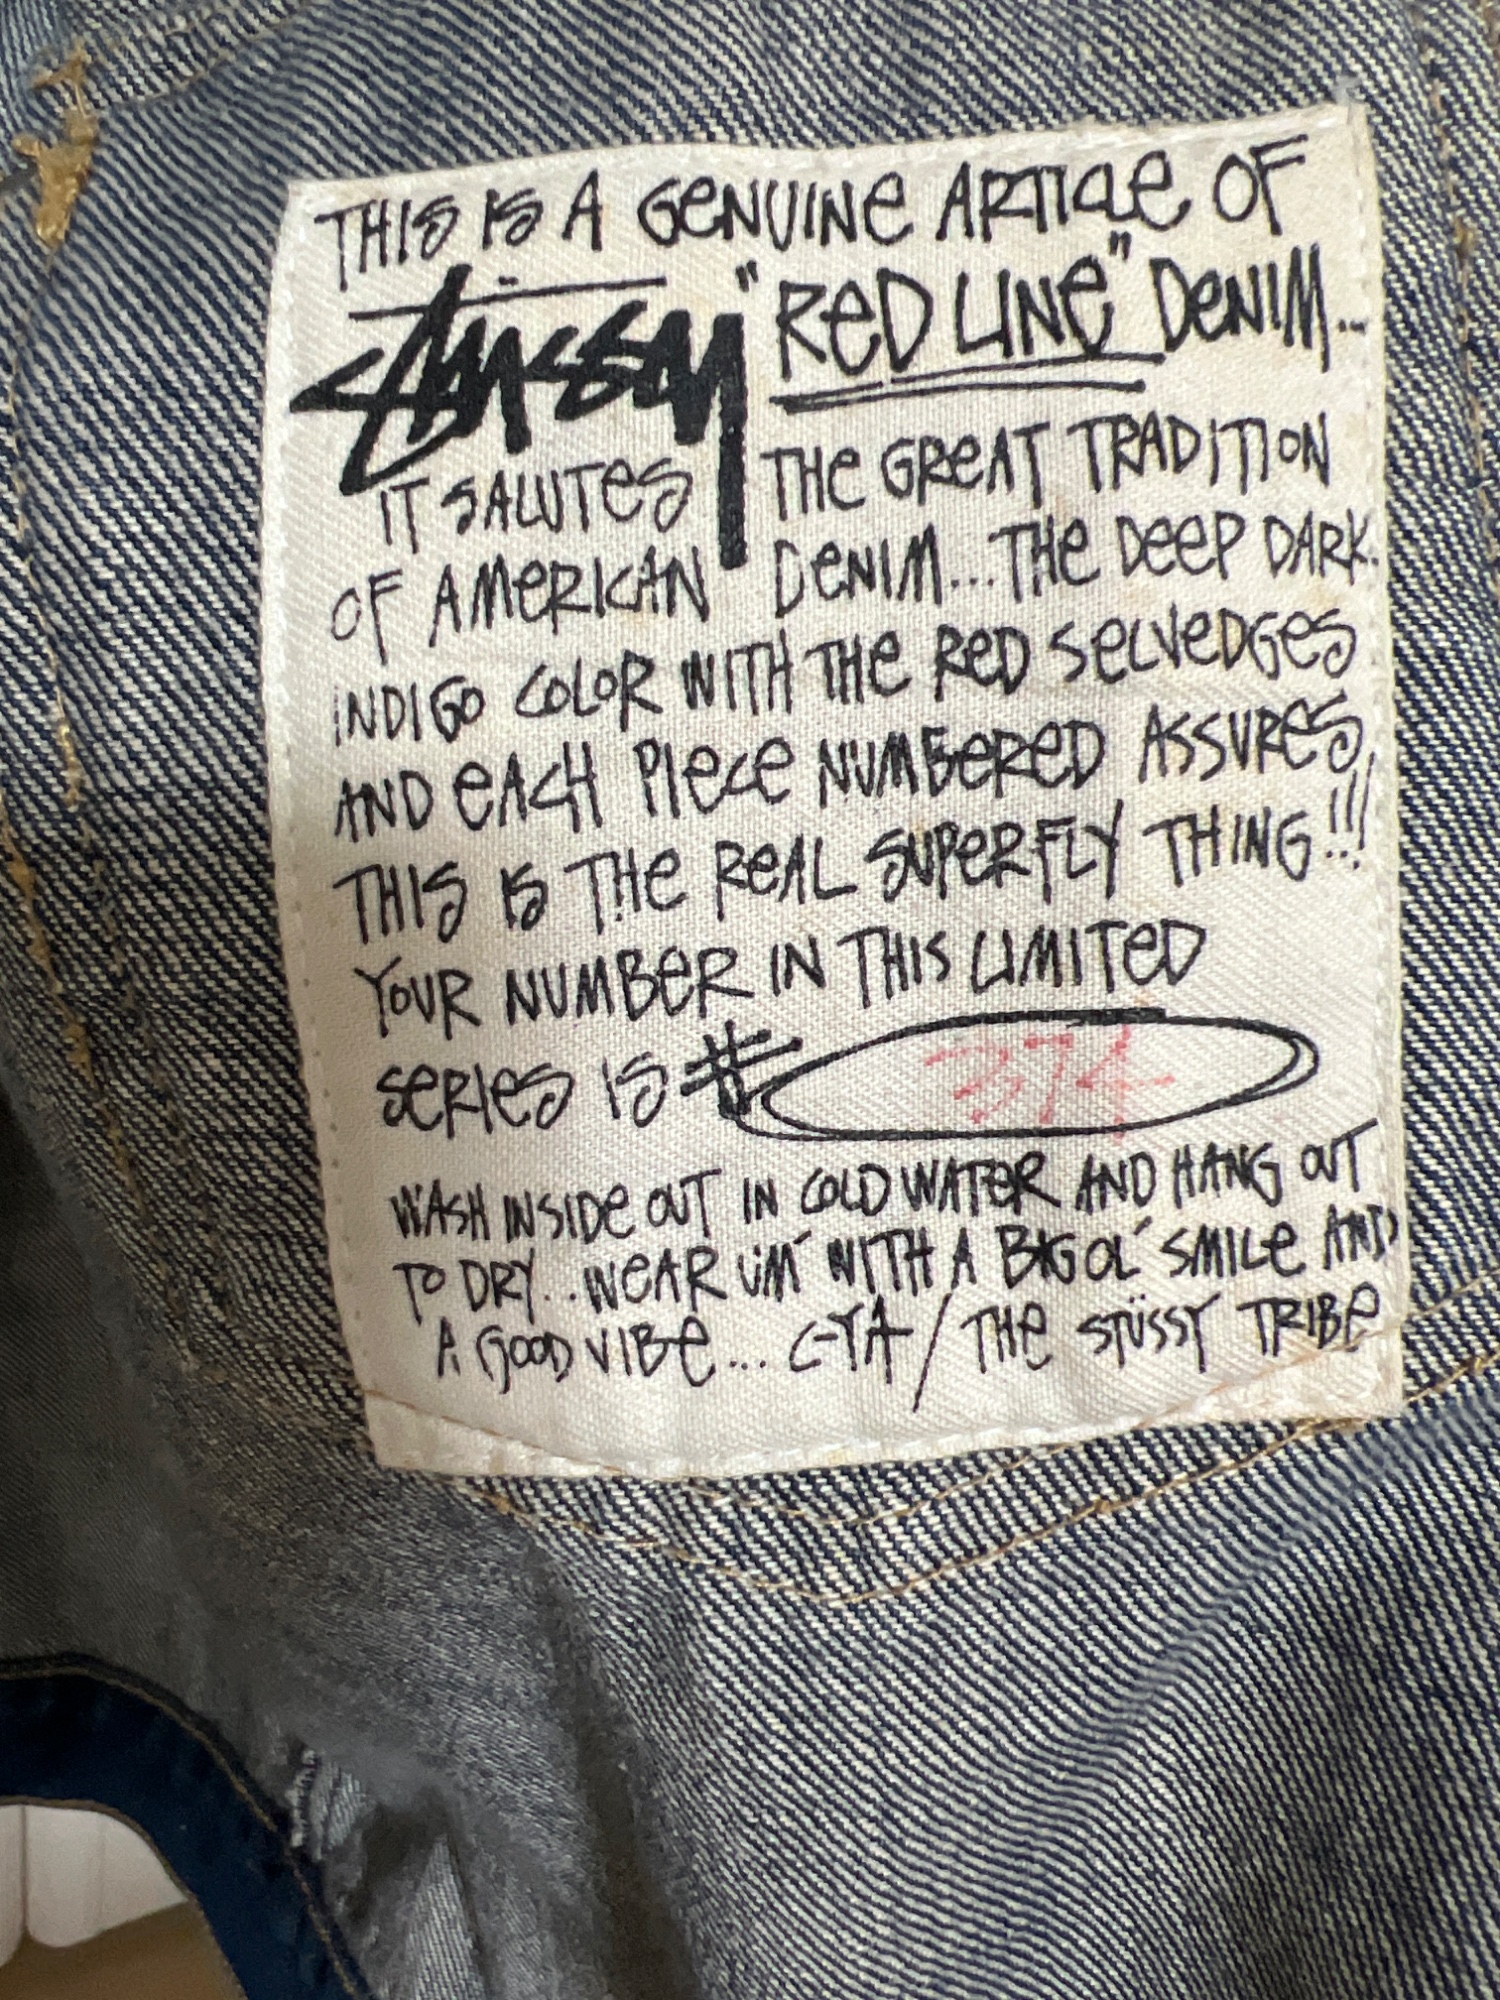 THIS IS A GENUINE ARTICLE OF
STÜSSY "RED LINE" DENIM...
IT SALUTES THE GREAT TRADITION
OF AMERICAN DENIM...THE DEEP DARK
INDIGO COLOR WITH THE RED SELVEDGES
AND EACH PIECE NUMBERED ASSURES
THIS IS THE REAL SUPERFLY THING!!!
YOUR NUMBER IN THIS LIMITED
SERIES IS # 374
WASH INSIDE OUT IN COLD WATER AND HANG OUT
TO DRY...WEAR UM' WITH A BIG OL' SMILE AND
A GOOD VIBE... C-YA / THE STÜSSY TRIBE